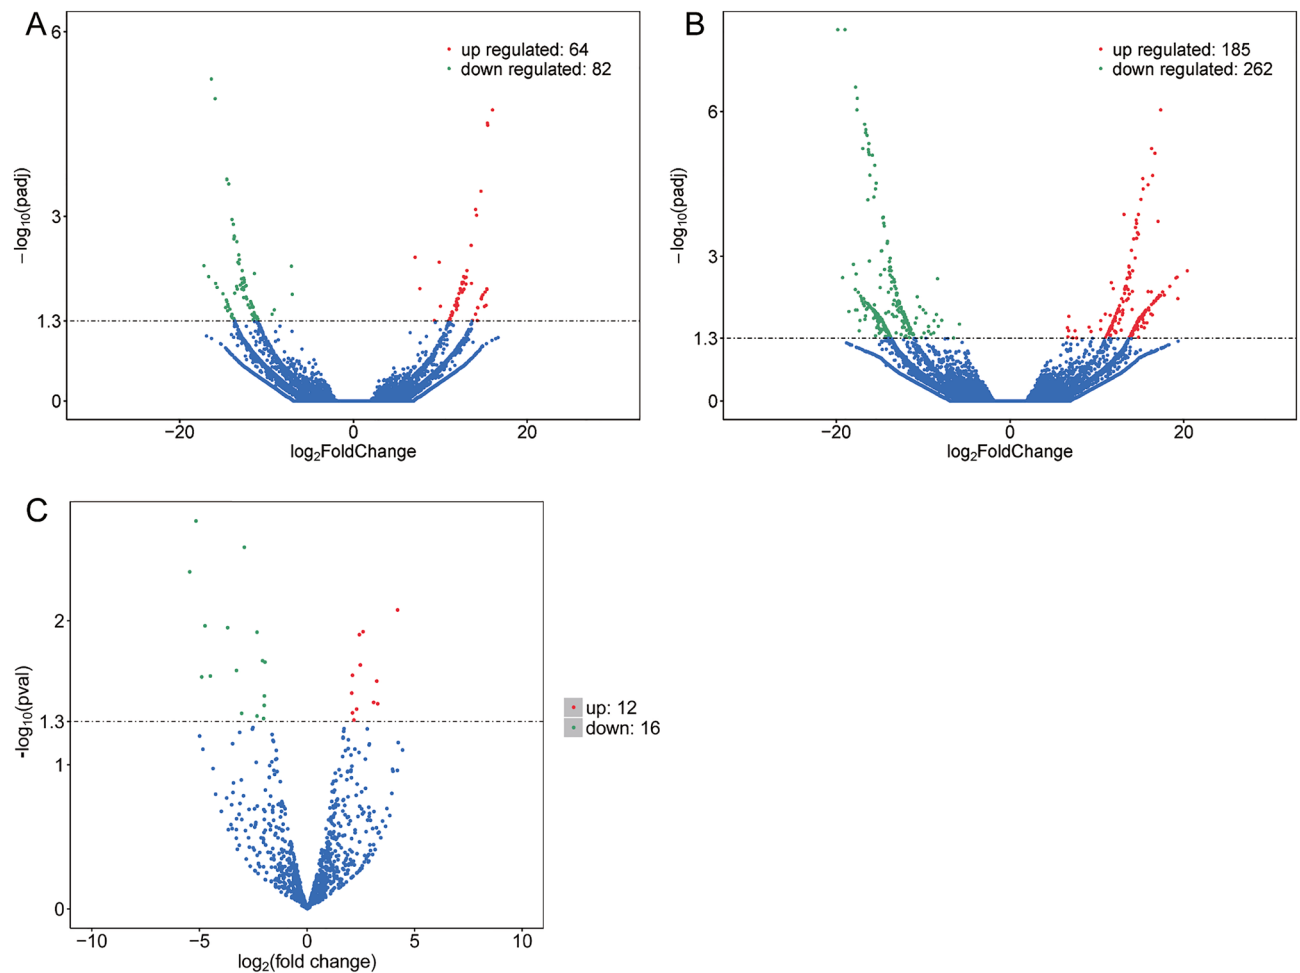 A
6
up regulated: 64
down regulated: 82
−log10(padj)
3
1.3
0
−20
0
20
log2FoldChange
B
up regulated: 185
down regulated: 262
6
−log10(padj)
3
1.3
0
−20
0
20
log2FoldChange
C
2
-log10(pval)
1.3
1
0
up: 12
down: 16
−10
−5
0
5
10
log2(fold change)